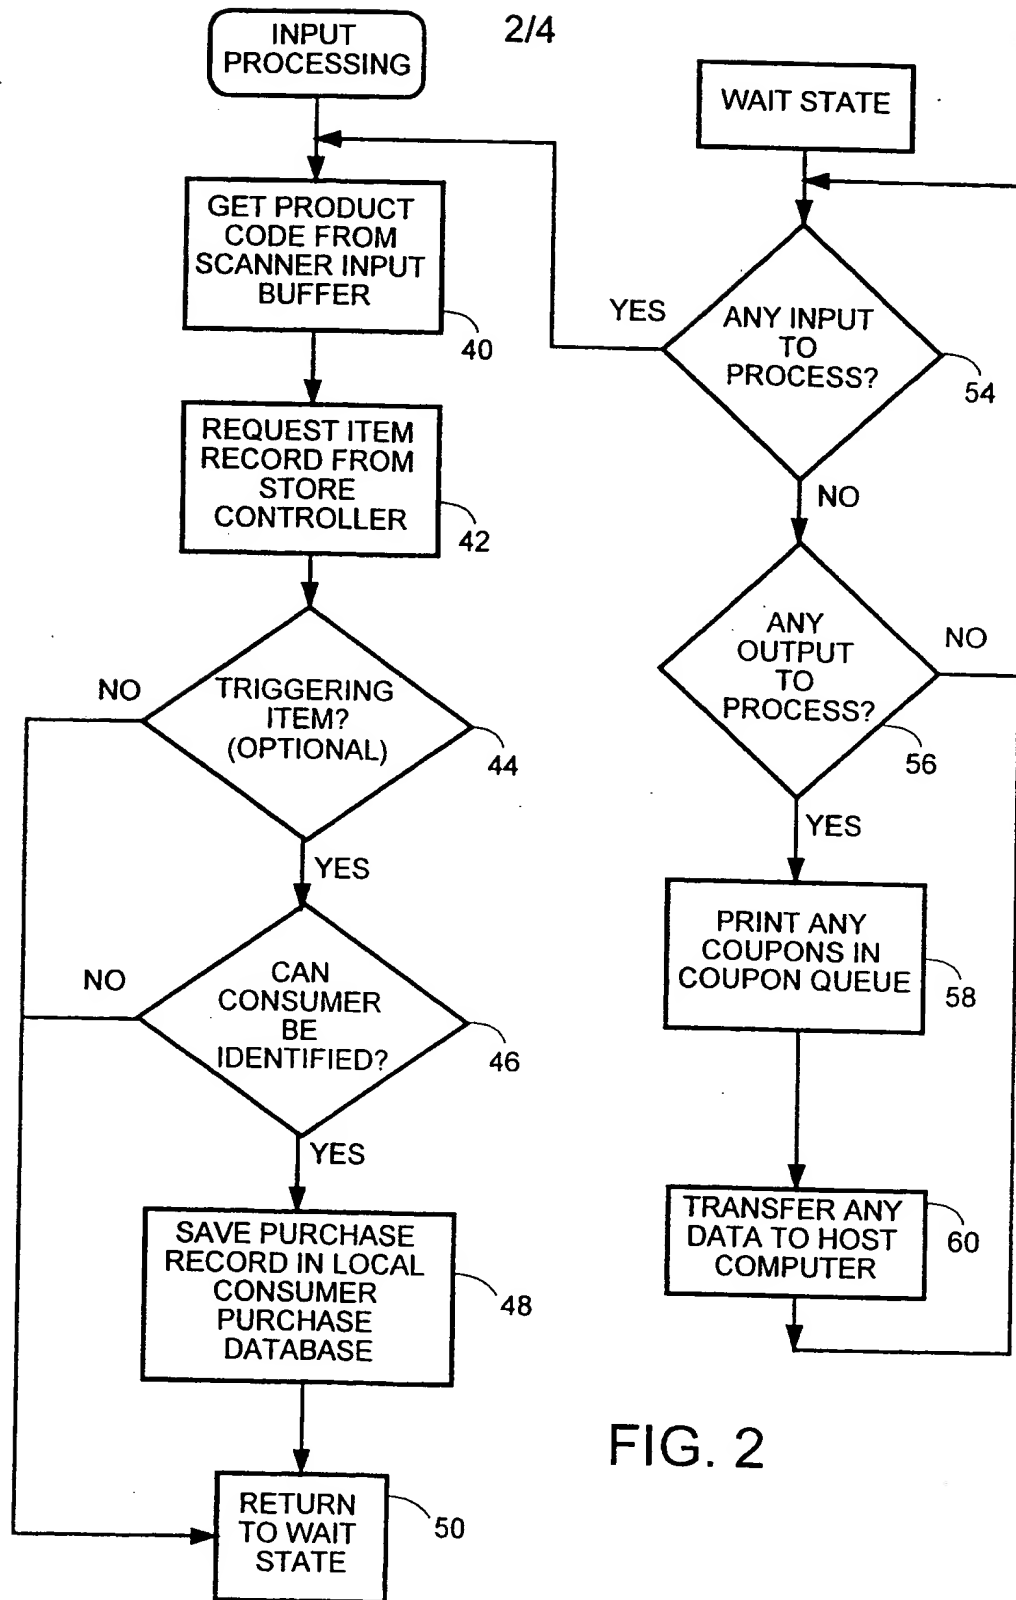 2/4
INPUT
PROCESSING
GET PRODUCT
CODE FROM
SCANNER INPUT
BUFFER
40
REQUEST ITEM
RECORD FROM
STORE
CONTROLLER
42
TRIGGERING
ITEM?
(OPTIONAL)
44
NO
YES
CAN
CONSUMER
BE
IDENTIFIED?
46
NO
YES
SAVE PURCHASE
RECORD IN LOCAL
CONSUMER
PURCHASE
DATABASE
48
RETURN
TO WAIT
STATE
50
WAIT STATE
ANY INPUT
TO
PROCESS?
54
YES
NO
ANY
OUTPUT
TO
PROCESS?
56
NO
YES
PRINT ANY
COUPONS IN
COUPON QUEUE
58
TRANSFER ANY
DATA TO HOST
COMPUTER
60
FIG. 2